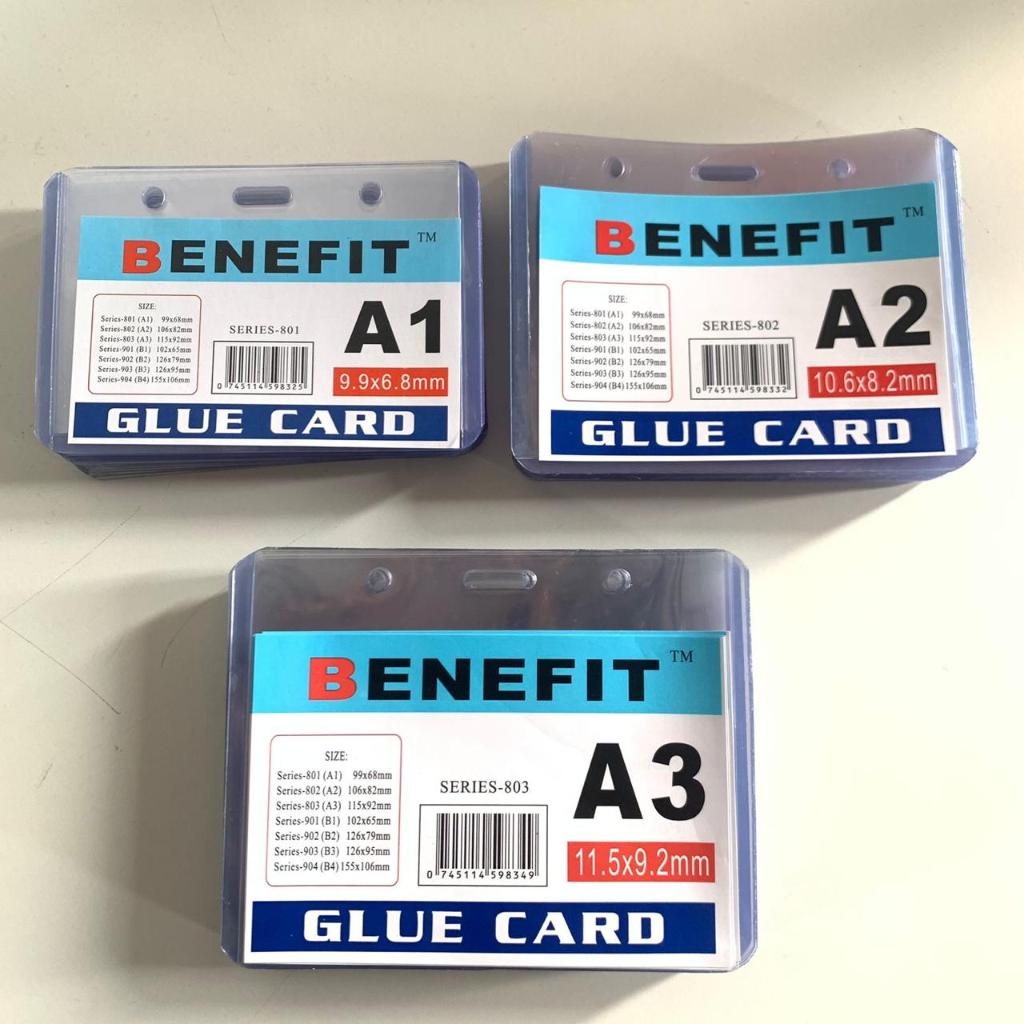 BENEFIT™
SIZE:
Series-801 (A1) 99x68mm
Series-802 (A2) 106x82mm
Series-803 (A3) 115x92mm
Series-901 (B1) 102x65mm
Series-902 (B2) 126x79mm
Series-903 (B3) 126x95mm
Series-904 (B4) 155x106mm
SERIES-801
0 745114 598325
A1
9.9x6.8mm
GLUE CARD
BENEFIT™
SIZE:
Series-801 (A1) 99x68mm
Series-802 (A2) 106x82mm
Series-803 (A3) 115x92mm
Series-901 (B1) 102x65mm
Series-902 (B2) 126x79mm
Series-903 (B3) 126x95mm
Series-904 (B4) 155x106mm
SERIES-802
0 745114 598332
A2
10.6x8.2mm
GLUE CARD
BENEFIT™
SIZE:
Series-801 (A1) 99x68mm
Series-802 (A2) 106x82mm
Series-803 (A3) 115x92mm
Series-901 (B1) 102x65mm
Series-902 (B2) 126x79mm
Series-903 (B3) 126x95mm
Series-904 (B4) 155x106mm
SERIES-803
0 745114 598349
A3
11.5x9.2mm
GLUE CARD